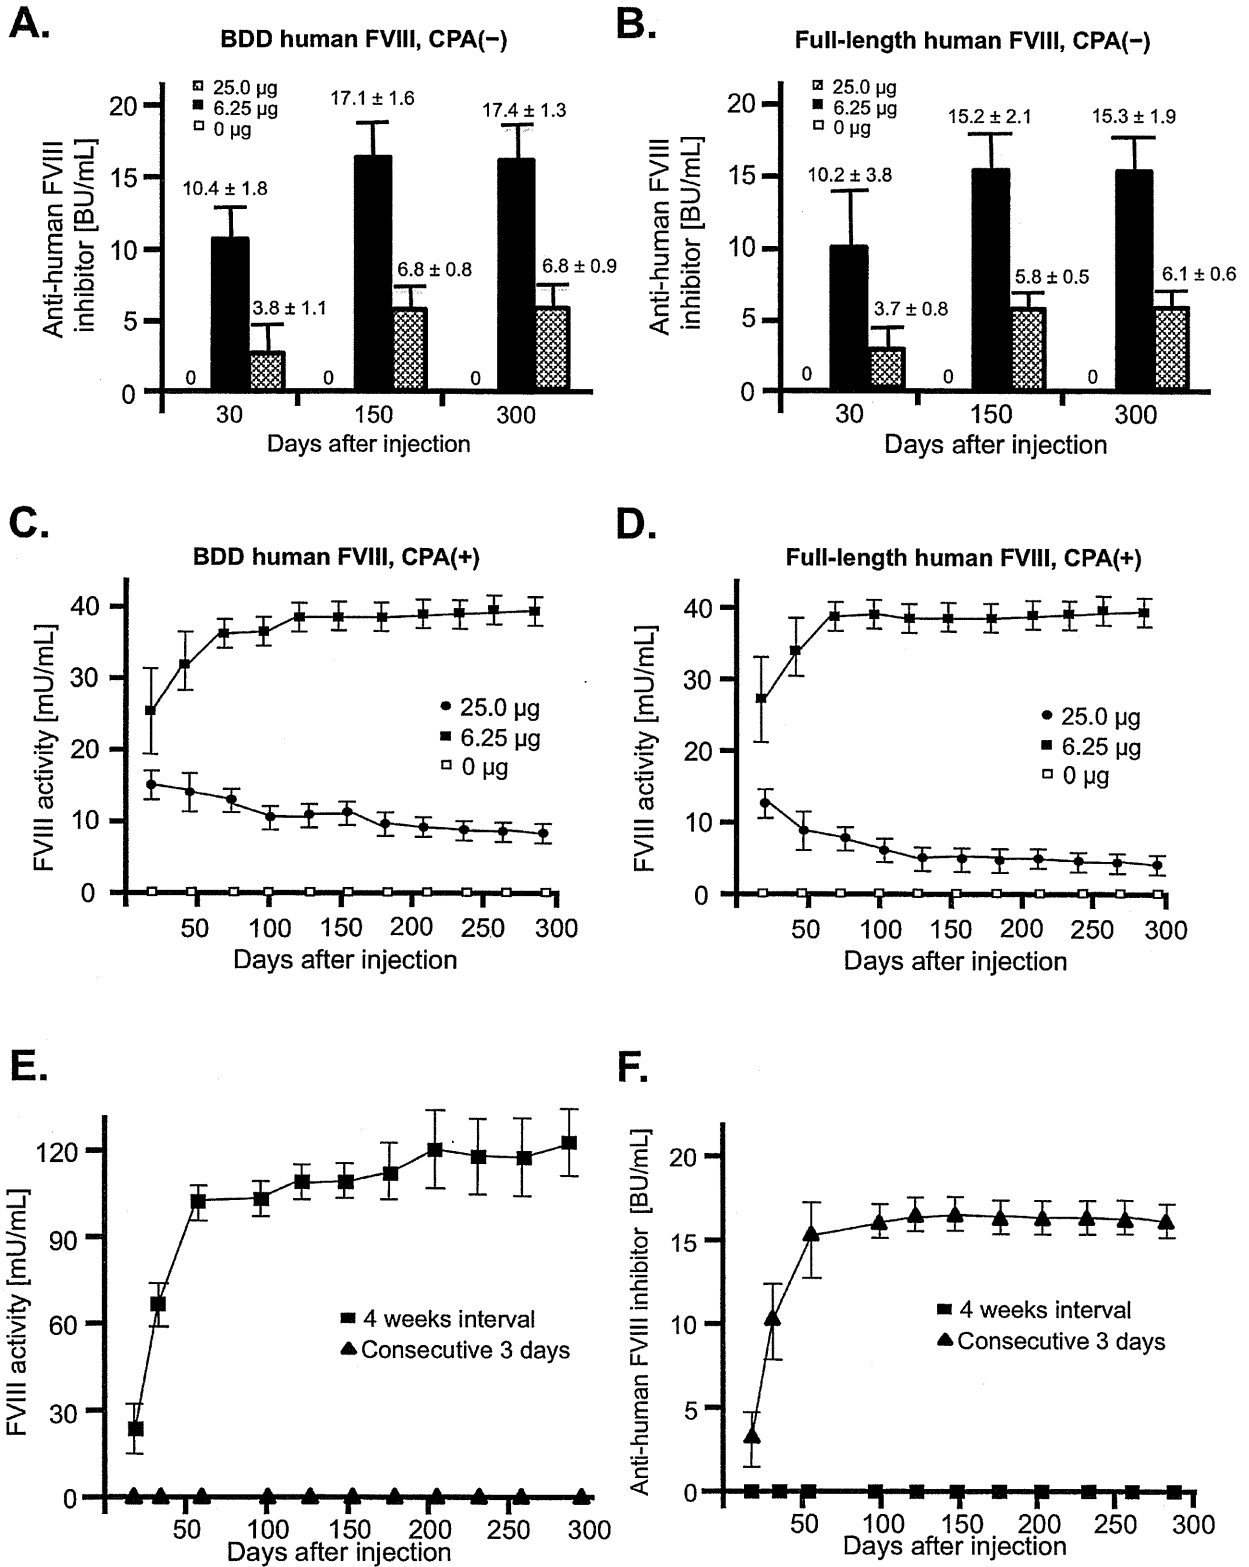 A.
BDD human FVIII, CPA(−)
25.0 µg
6.25 µg
0 µg
Anti-human FVIII
inhibitor [BU/mL]
20
15
10
5
0
10.4 ± 1.8
3.8 ± 1.1
17.1 ± 1.6
6.8 ± 0.8
17.4 ± 1.3
6.8 ± 0.9
0
0
0
30
150
300
Days after injection
B.
Full-length human FVIII, CPA(−)
25.0 µg
6.25 µg
0 µg
Anti-human FVIII
inhibitor [BU/mL]
20
15
10
5
0
10.2 ± 3.8
3.7 ± 0.8
15.2 ± 2.1
5.8 ± 0.5
15.3 ± 1.9
6.1 ± 0.6
0
0
0
30
150
300
Days after injection
C.
BDD human FVIII, CPA(+)
FVIII activity [mU/mL]
40
30
20
10
0
25.0 µg
6.25 µg
0 µg
50 100 150 200 250 300
Days after injection
D.
Full-length human FVIII, CPA(+)
FVIII activity [mU/mL]
40
30
20
10
0
25.0 µg
6.25 µg
0 µg
50 100 150 200 250 300
Days after injection
E.
FVIII activity [mU/mL]
120
90
60
30
0
4 weeks interval
Consecutive 3 days
50 100 150 200 250 300
Days after injection
F.
Anti-human FVIII inhibitor [BU/mL]
20
15
10
5
0
4 weeks interval
Consecutive 3 days
50 100 150 200 250 300
Days after injection